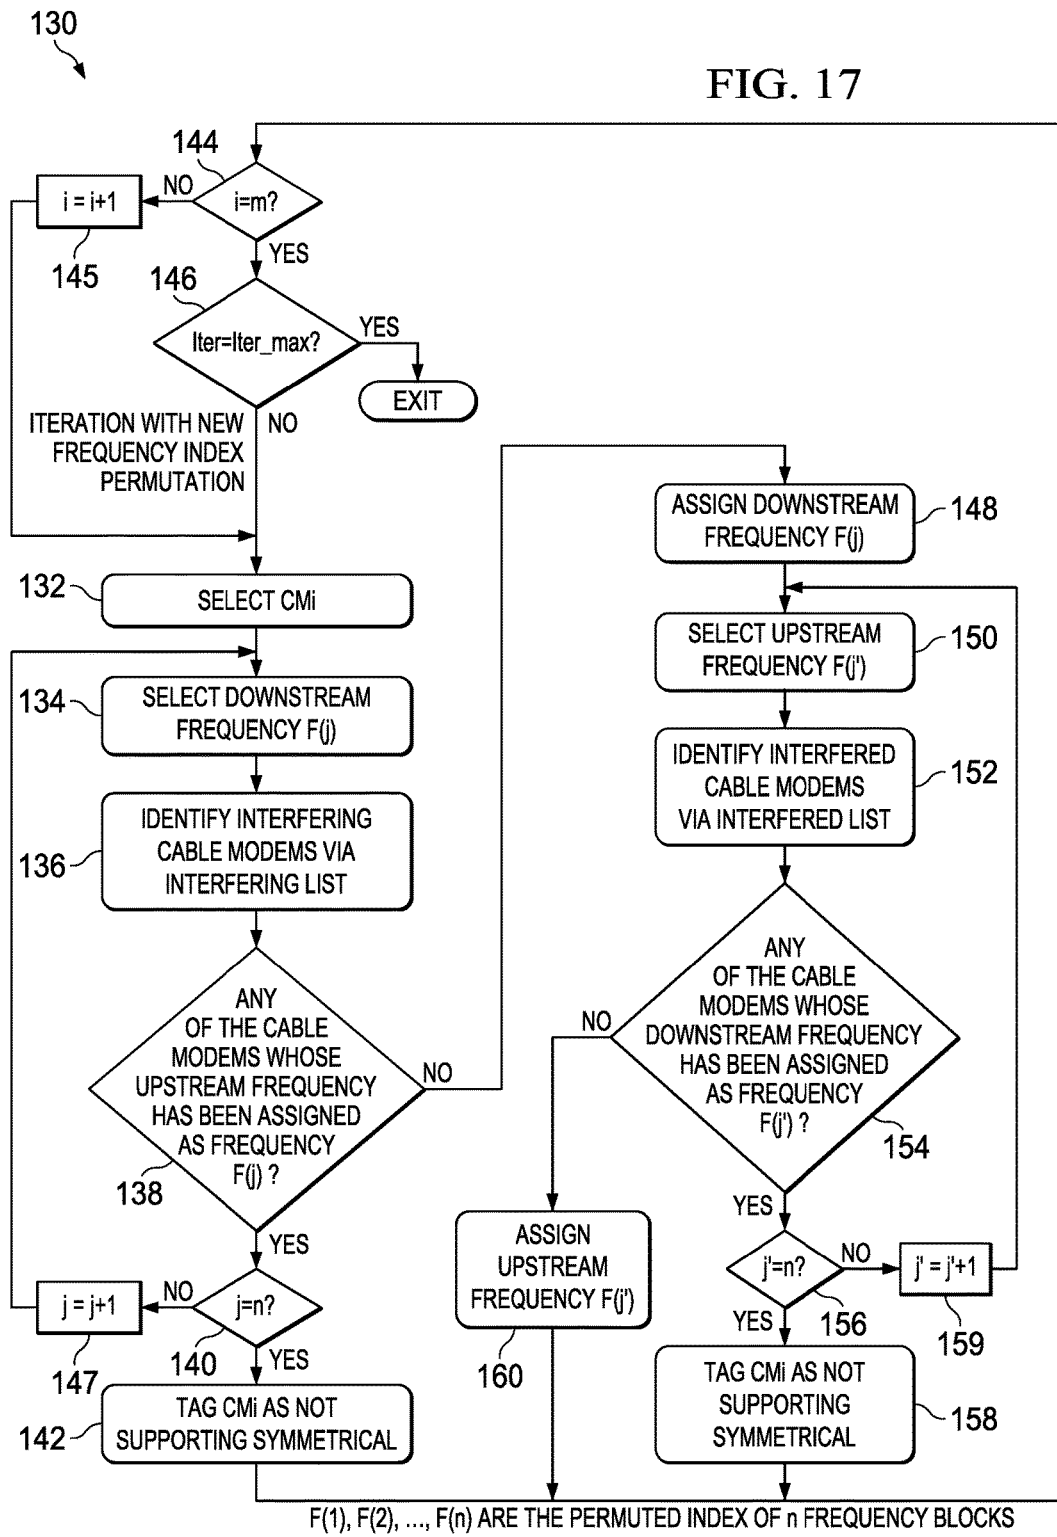 130
FIG. 17
144
NO
i = i+1
i=m?
145
YES
146
Iter=Iter_max?
YES
EXIT
NO
ITERATION WITH NEW
FREQUENCY INDEX
PERMUTATION
132
SELECT CMi
134
SELECT DOWNSTREAM
FREQUENCY F(j)
136
IDENTIFY INTERFERING
CABLE MODEMS VIA
INTERFERING LIST
ANY
OF THE CABLE
MODEMS WHOSE
UPSTREAM FREQUENCY
HAS BEEN ASSIGNED
AS FREQUENCY
F(j) ?
NO
138
YES
j = j+1
NO
j=n?
147
140
YES
142
TAG CMi AS NOT
SUPPORTING SYMMETRICAL
ASSIGN DOWNSTREAM
FREQUENCY F(j)
148
SELECT UPSTREAM
FREQUENCY F(j')
150
IDENTIFY INTERFERED
CABLE MODEMS
VIA INTERFERED LIST
152
ANY
OF THE CABLE
MODEMS WHOSE
DOWNSTREAM FREQUENCY
HAS BEEN ASSIGNED
AS FREQUENCY
F(j') ?
NO
154
YES
ASSIGN
UPSTREAM
FREQUENCY F(j')
160
j'=n?
NO
j' = j'+1
156
159
YES
TAG CMi AS NOT
SUPPORTING
SYMMETRICAL
158
F(1), F(2), ..., F(n) ARE THE PERMUTED INDEX OF n FREQUENCY BLOCKS